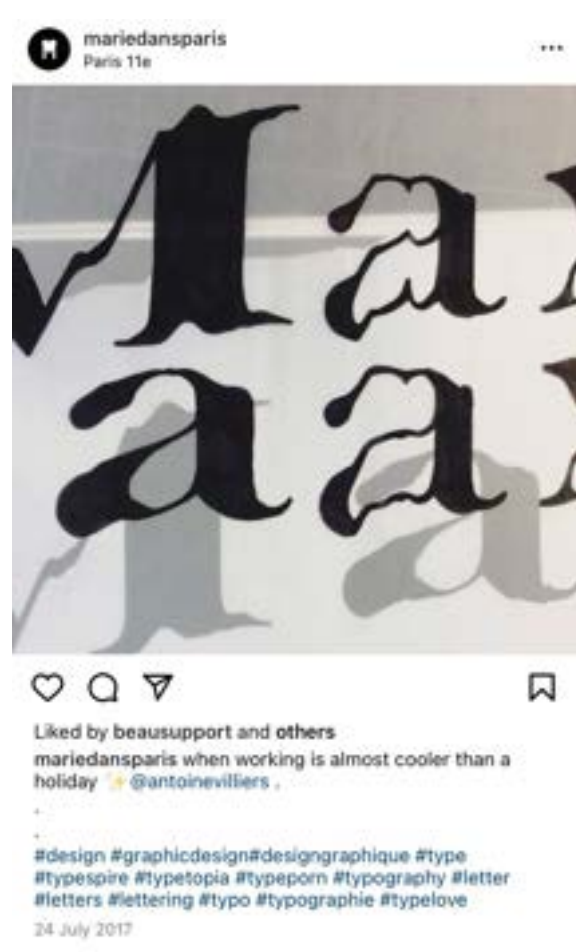 mariedansparis
Paris 11e
Ma
aa
Liked by beausupport and others
mariedansparis when working is almost cooler than a
holiday ✨ @antoinevilliers .
.
.
#design #graphicdesign#designgraphique #type
#typespire #typetopia #typeporn #typography #letter
#letters #lettering #typo #typographie #typelove
24 July 2017